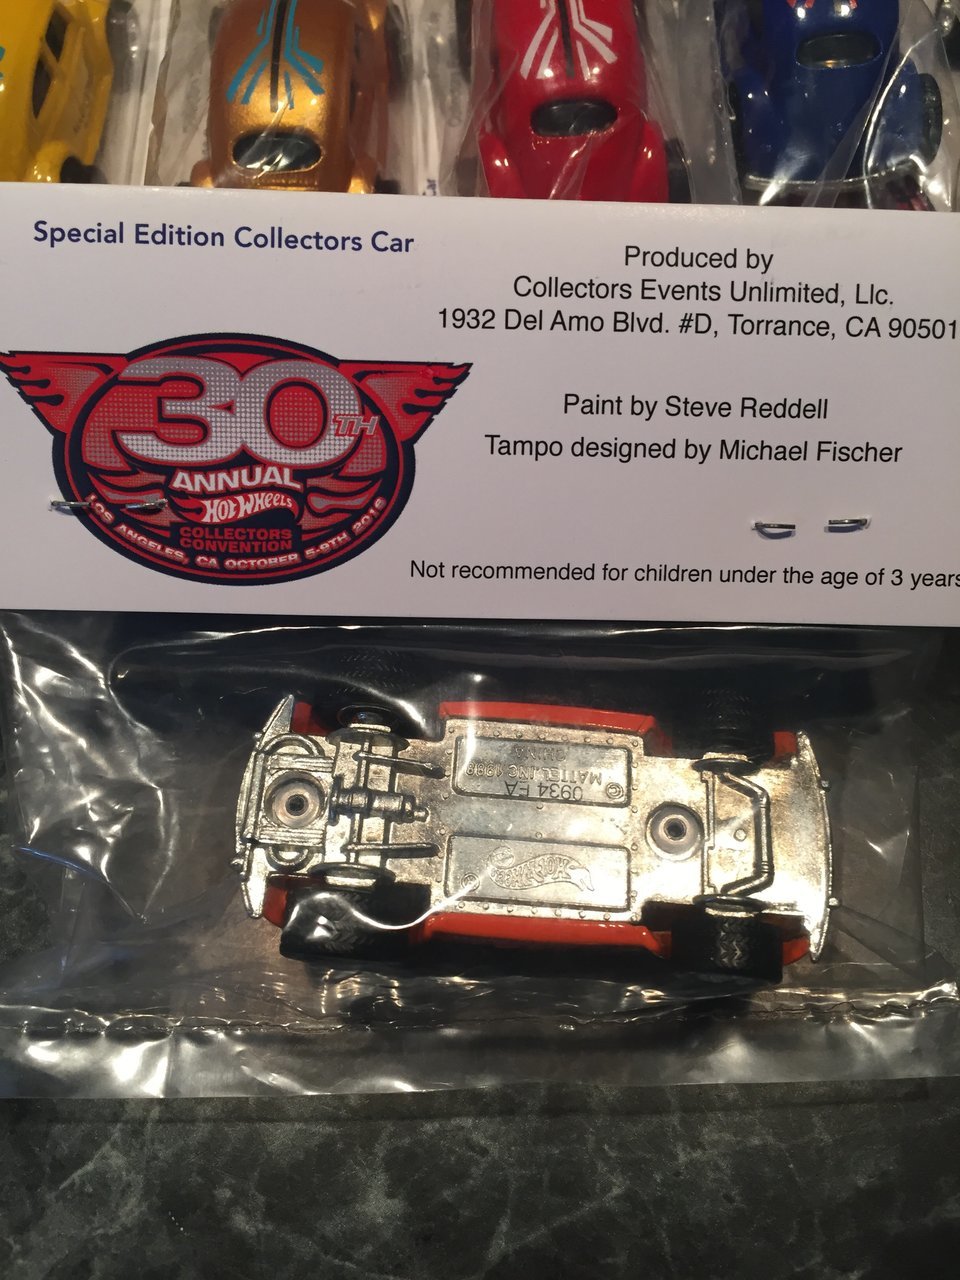 Special Edition Collectors Car
Produced by
Collectors Events Unlimited, Llc.
1932 Del Amo Blvd. #D, Torrance, CA 90501
Paint by Steve Reddell
Tampo designed by Michael Fischer
Not recommended for children under the age of 3 years
30TH
ANNUAL
HOT WHEELS
COLLECTORS
CONVENTION
LOS ANGELES, CA OCTOBER 5-9TH 2016
0934 EA
© MATTEL, INC 1989
CHINA
HOT WHEELS